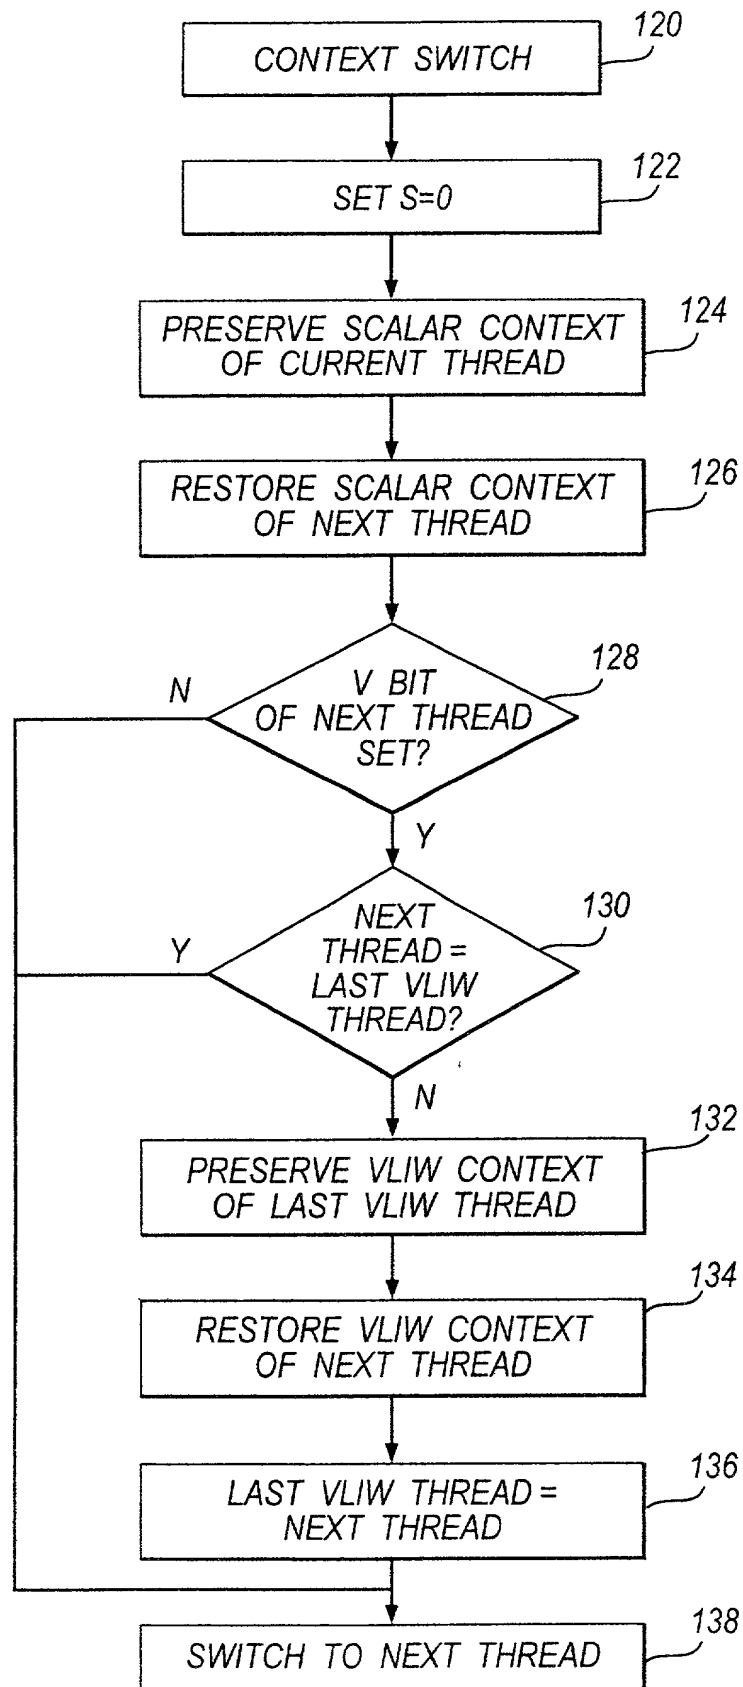 120
CONTEXT SWITCH
122
SET S=0
124
PRESERVE SCALAR CONTEXT
OF CURRENT THREAD
126
RESTORE SCALAR CONTEXT
OF NEXT THREAD
128
N
V BIT
OF NEXT THREAD
SET?
Y
130
Y
NEXT
THREAD =
LAST VLIW
THREAD?
N
132
PRESERVE VLIW CONTEXT
OF LAST VLIW THREAD
134
RESTORE VLIW CONTEXT
OF NEXT THREAD
136
LAST VLIW THREAD =
NEXT THREAD
138
SWITCH TO NEXT THREAD